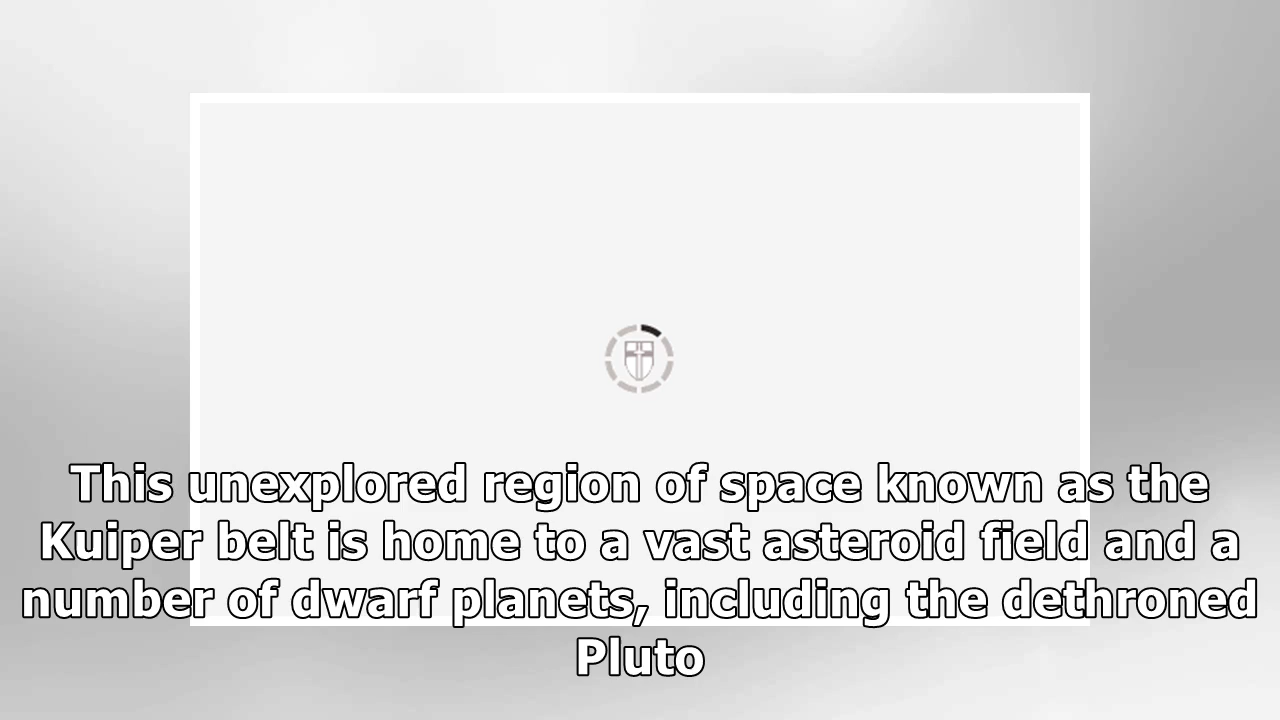 This unexplored region of space known as the
Kuiper belt is home to a vast asteroid field and a
number of dwarf planets, including the dethroned
Pluto